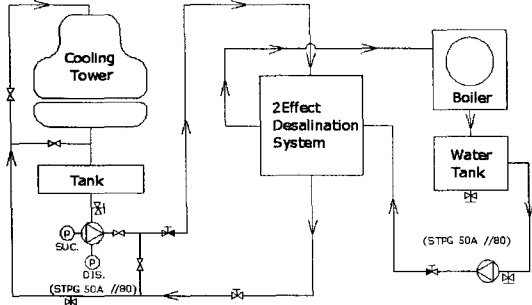 Cooling
Tower
Tank
P
SUC.
P
DIS.
(STPG 50A //80)
2Effect
Desalination
System
Boiler
Water
Tank
(STPG 50A //80)